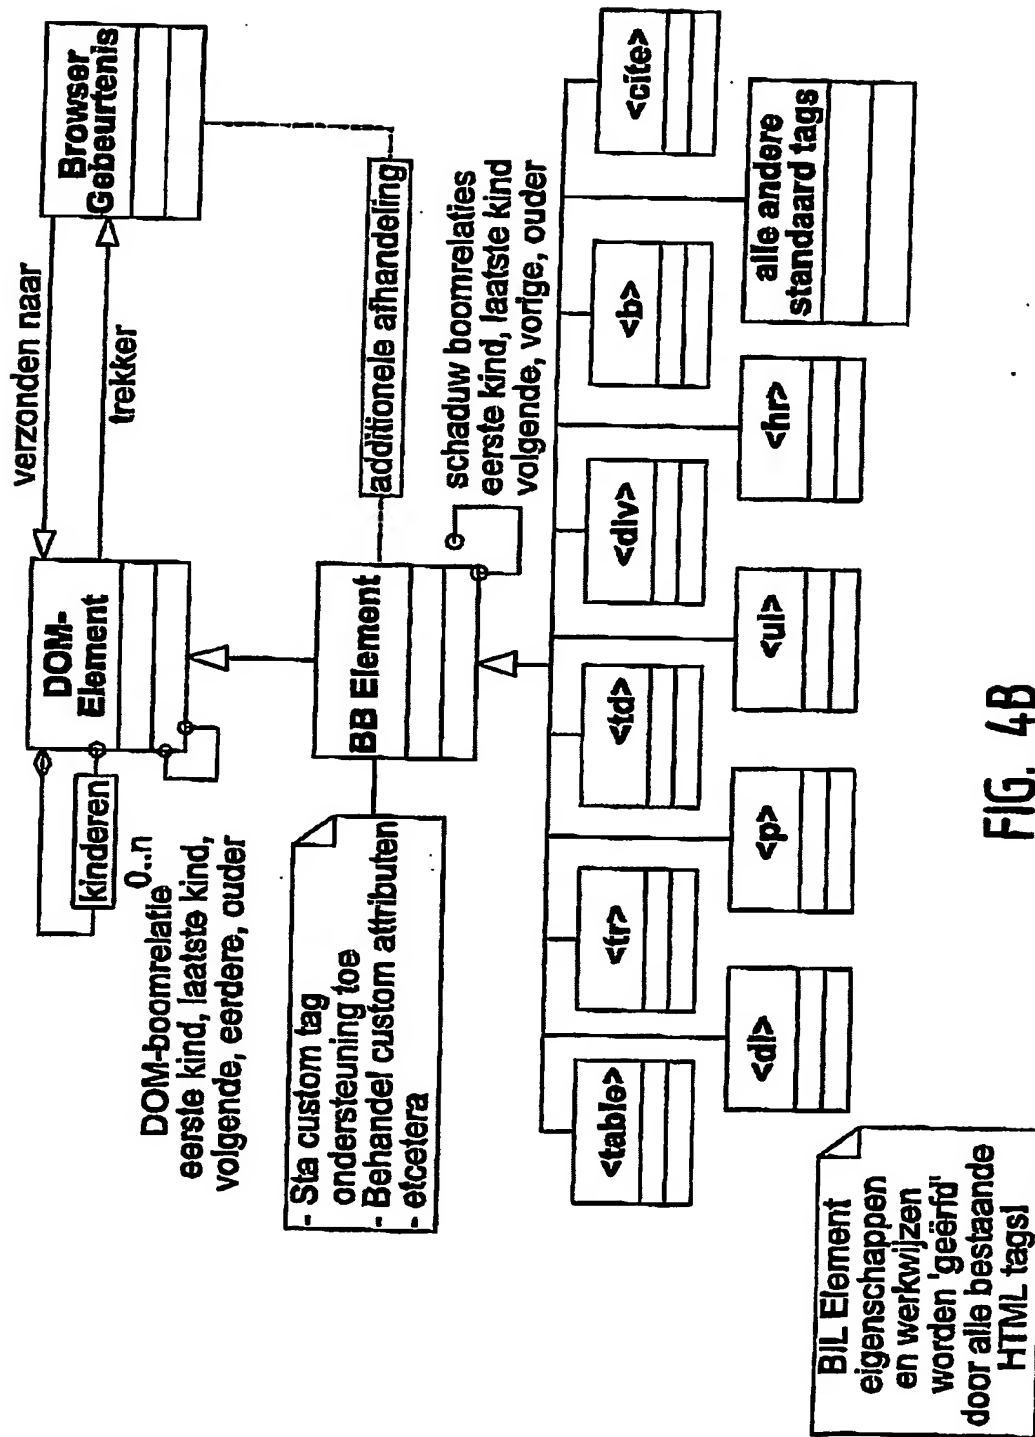 verzonden naar
trekker
Browser
Gebeurtenis
DOM-
Element
kinderen
0..n
DOM-boomrelatie
eerste kind, laatste kind,
volgende, eerdere, ouder
additionele afhandeling
BB Element
schaduw boomrelaties
eerste kind, laatste kind
volgende, vorige, ouder
- Sta custom tag
ondersteuning toe
- Behandel custom attributen
- etcetera
<table>
<tr>
<td>
<div>
<b>
<cite>
<dl>
<p>
<ul>
<hr>
alle andere
standaard tags
BIL Element
eigenschappen
en werkwijzen
worden 'geërfd'
door alle bestaande
HTML tags!
FIG. 4B